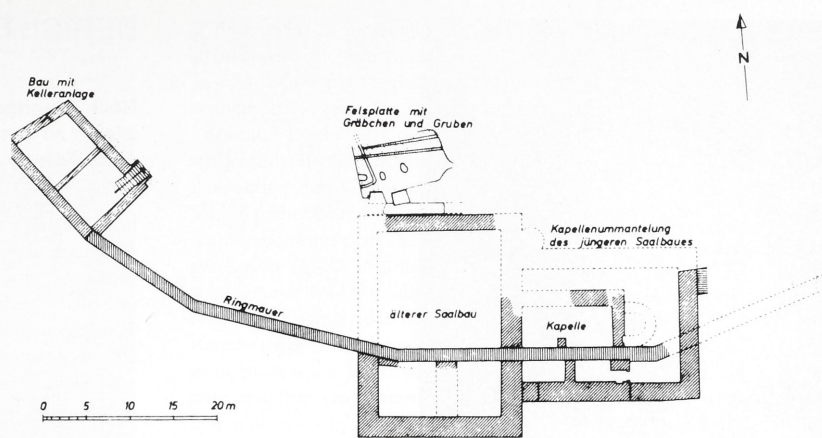 N
Bau mit
Kelleranlage
Felsplatte mit
Gräbchen und Gruben
Kapellenummantelung
des jüngeren Saalbaues
Ringmauer
älterer Saalbau
Kapelle
0 5 10 15 20 m